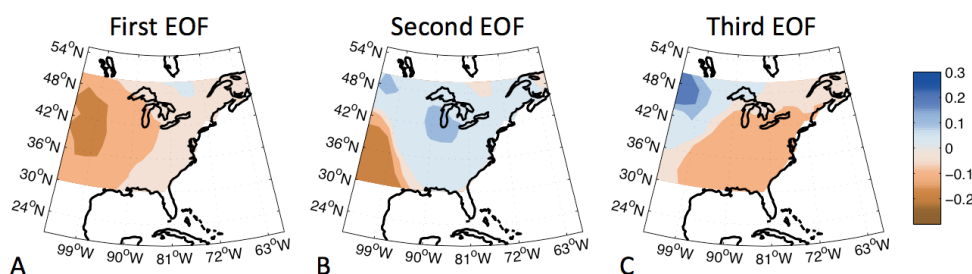 First EOF Second EOF Third EOF
54°N 54°N 54°N
48°N 48°N 48°N
42°N 42°N 42°N
36°N 36°N 36°N
30°N 30°N 30°N
24°N 24°N 24°N
99°W 90°W 81°W 72°W 63°W 99°W 90°W 81°W 72°W 63°W 99°W 90°W 81°W 72°W 63°W
A B C
0.3
0.2
0.1
0
−0.1
−0.2